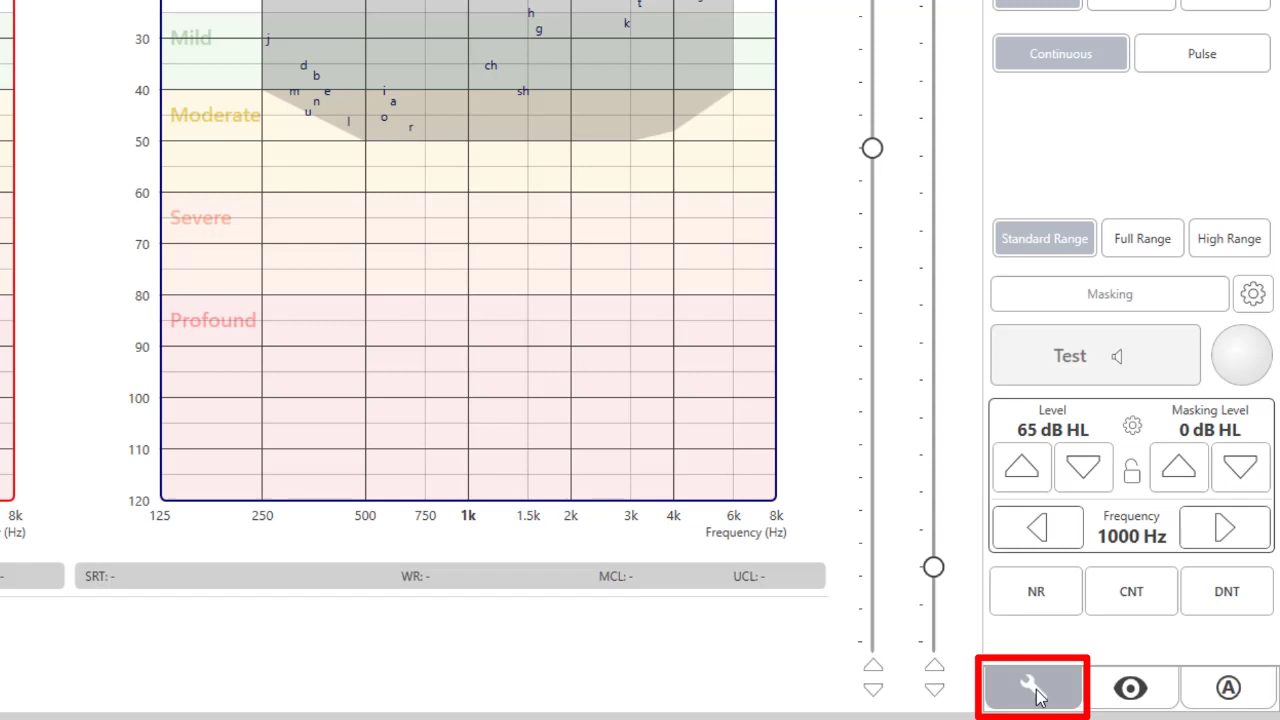 t
h
k
g
30
Mild
j
d
ch
b
40
m
e
i
sh
n
a
Moderate
u
o
l
r
50
60
Severe
70
80
Profound
90
100
110
120
8k
125
250
500
750
1k
1.5k
2k
3k
4k
6k
8k
(Hz)
Frequency (Hz)
-
SRT: -
WR: -
MCL: -
UCL: -
Continuous
Pulse
Standard Range
Full Range
High Range
Masking
Test
Level
Masking Level
65 dB HL
0 dB HL
Frequency
1000 Hz
NR
CNT
DNT
A